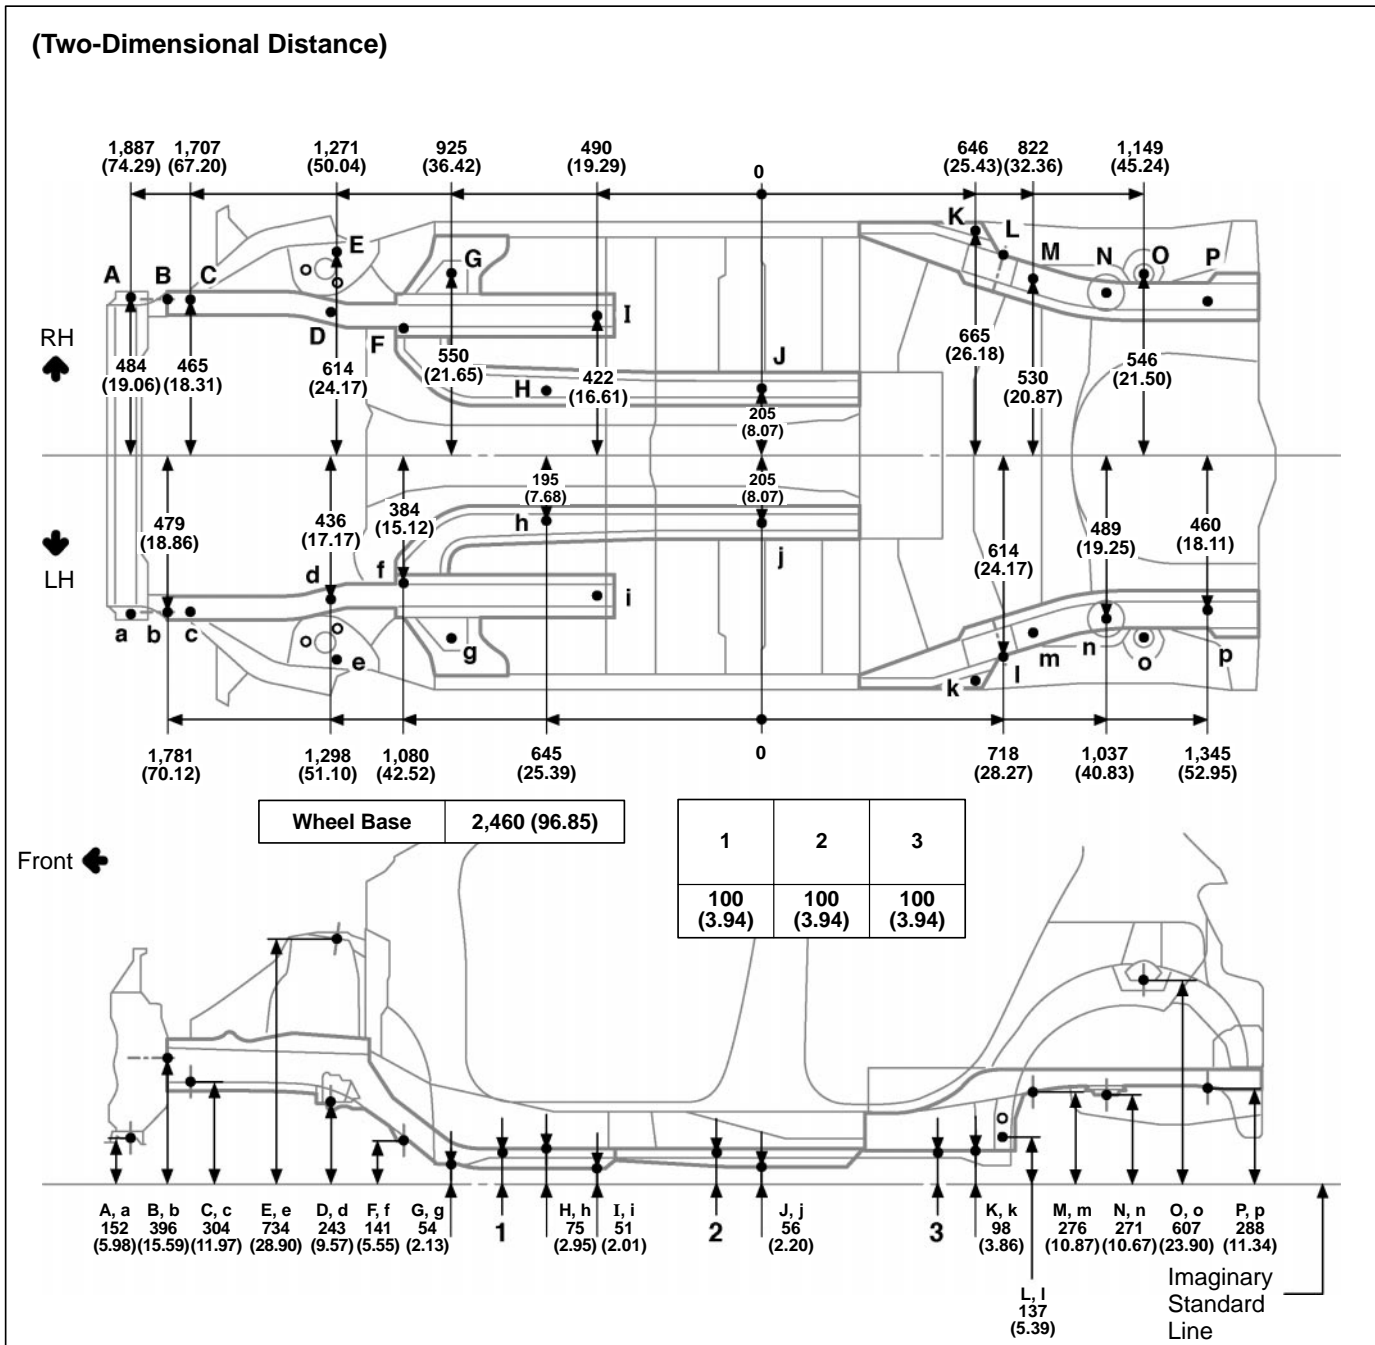 (Two-Dimensional Distance)
1,887 1,707 1,271 925 490 646 822 1,149
(74.29) (67.20) (50.04) (36.42) (19.29) 0 (25.43) (32.36) (45.24)
K
E L
G M N O P
A B C
D I
RH F
484 465 550 J 665
(19.06) (18.31) 614 (21.65) 422 (26.18) 546
(24.17) H (16.61) 530 (21.50)
(20.87)
205
(8.07)
195 205
(7.68) (8.07)
479 436 384 h 489 460
(18.86) (17.17) (15.12) (19.25) (18.11)
j 614
LH d f (24.17)
i
a b c g m n o p
e k l
1,781 1,298 1,080 645 0 718 1,037 1,345
(70.12) (51.10) (42.52) (25.39) (28.27) (40.83) (52.95)
Wheel Base 2,460 (96.85)
1 2 3
100 100 100
(3.94) (3.94) (3.94)
Front
A, a B, b C, c E, e D, d F, f G, g H, h I, i J, j K, k M, m N, n O, o P, p
152 396 304 734 243 141 54 1 75 51 2 56 3 98 276 271 607 288
(5.98) (15.59) (11.97) (28.90) (9.57) (5.55) (2.13) (2.95) (2.01) (2.20) (3.86) (10.87) (10.67) (23.90) (11.34)
L, l
137
(5.39)
Imaginary
Standard
Line